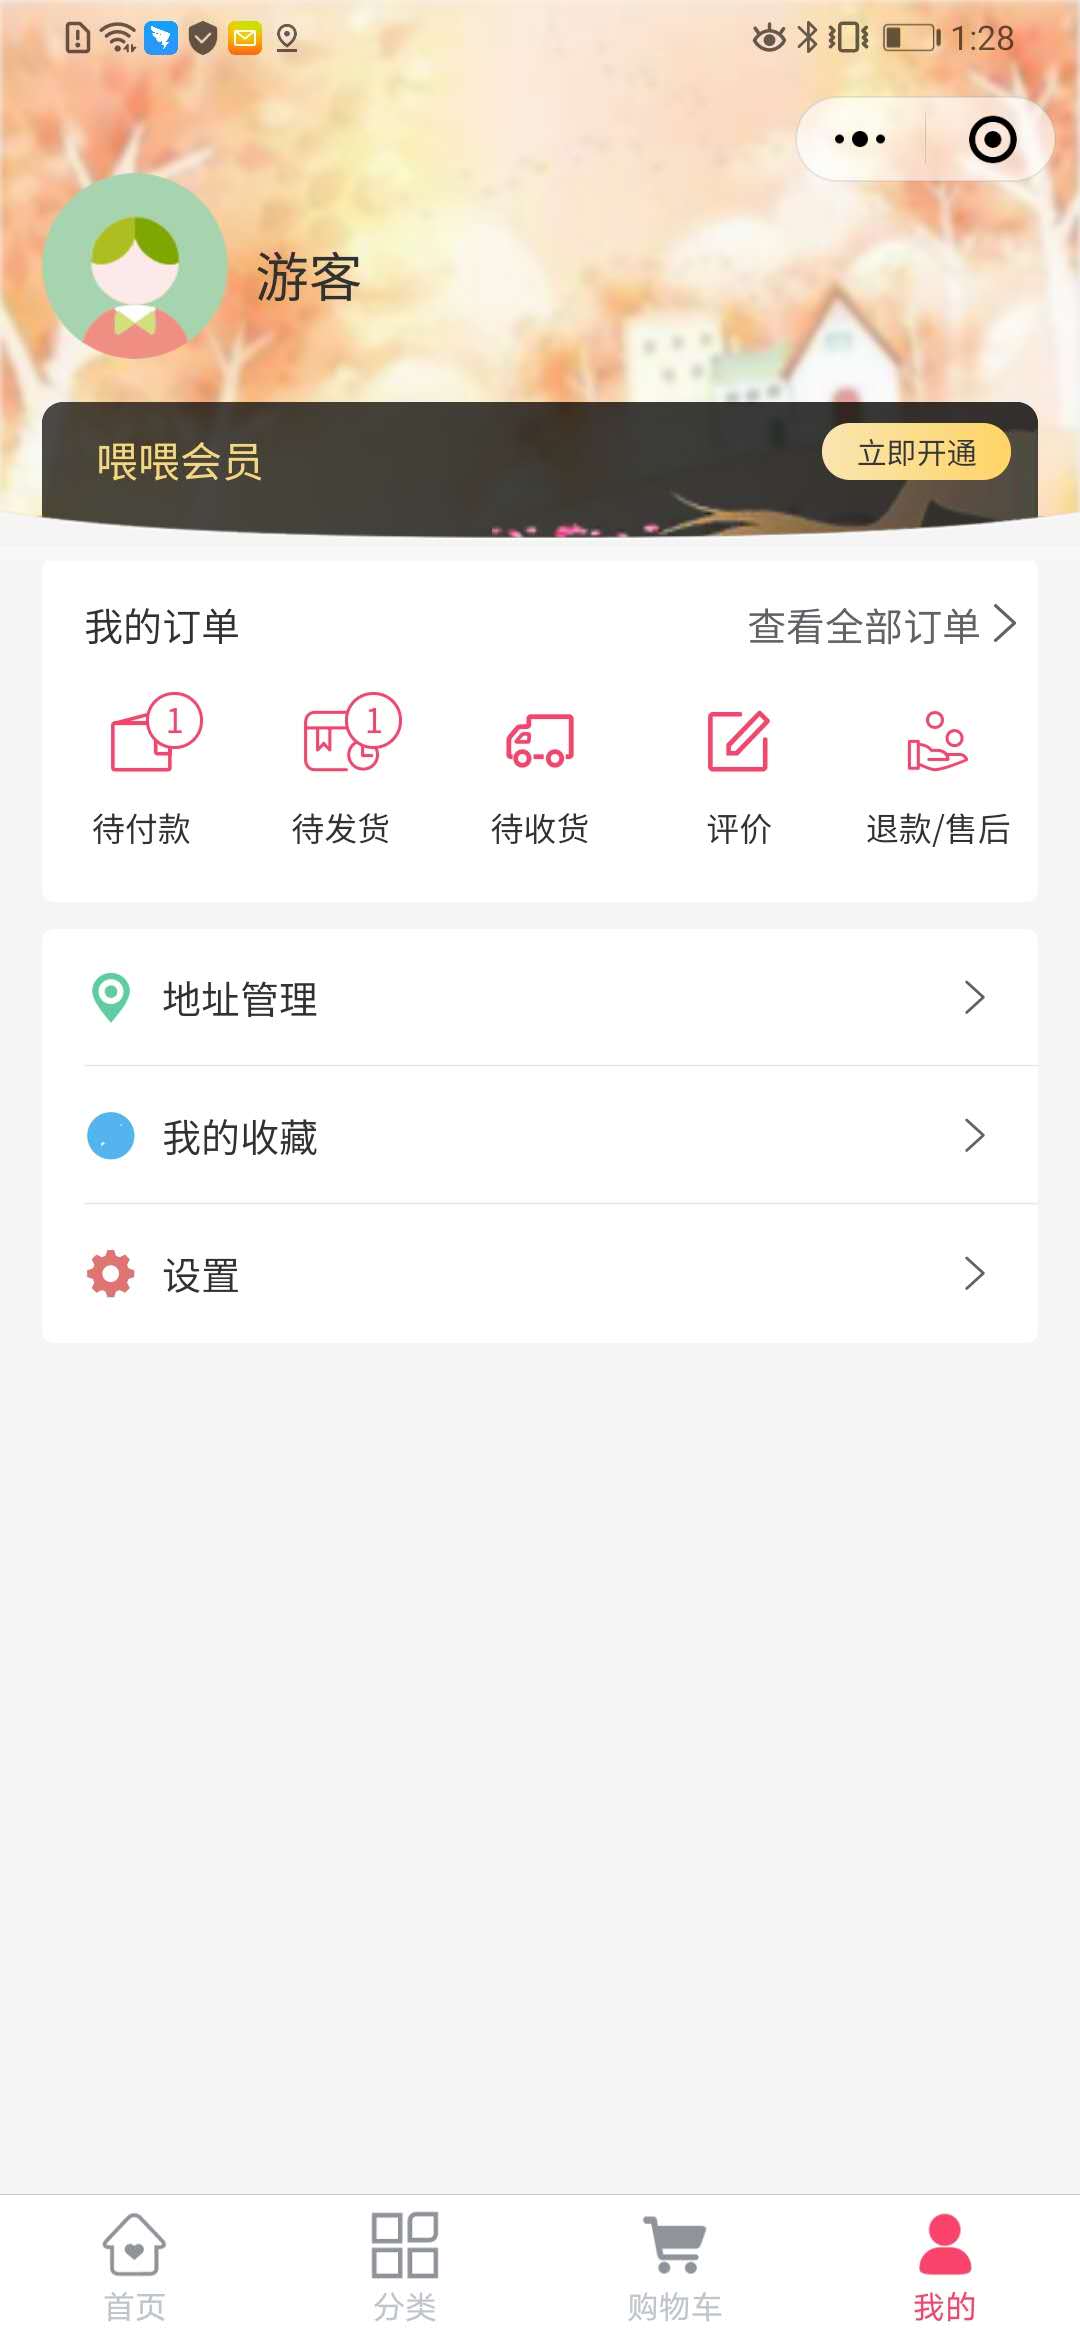 1:28
游客
喂喂会员
立即开通
我的订单
查看全部订单
1
1
待付款
待发货
待收货
评价
退款/售后
地址管理
我的收藏
设置
首页
分类
购物车
我的